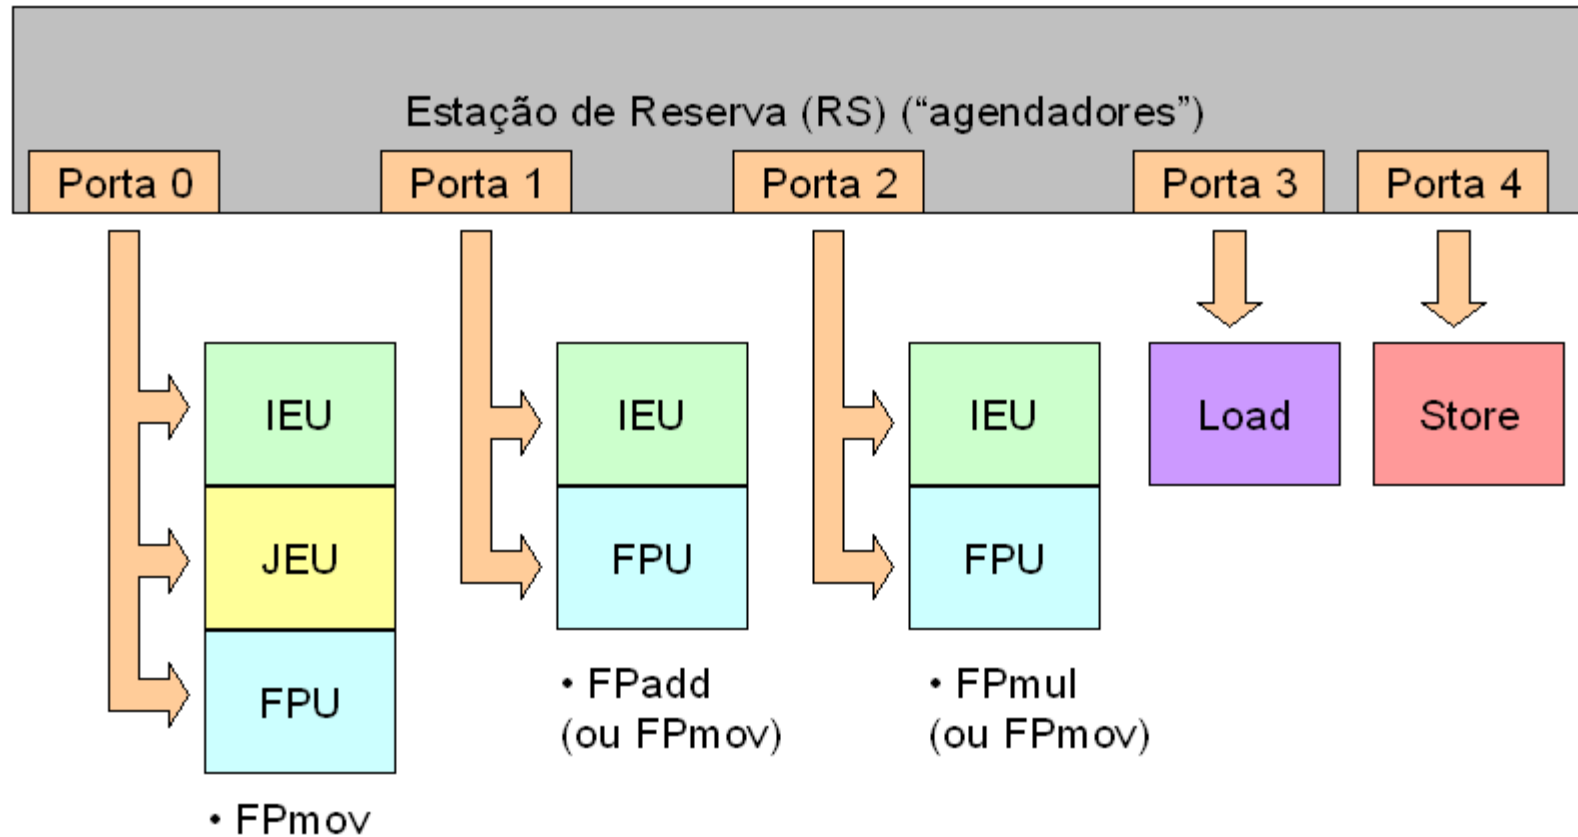 Estação de Reserva (RS) (“agendadores”)
Porta 0
Porta 1
Porta 2
Porta 3
Porta 4
IEU
IEU
IEU
Load
Store
JEU
FPU
FPU
FPU
• FPadd
(ou FPmov)
• FPmul
(ou FPmov)
• FPmov